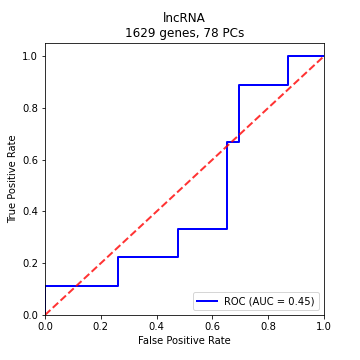 lncRNA
1629 genes, 78 PCs
True Positive Rate
1.0
0.8
0.6
0.4
0.2
0.0
0.0 0.2 0.4 0.6 0.8 1.0
False Positive Rate
ROC (AUC = 0.45)